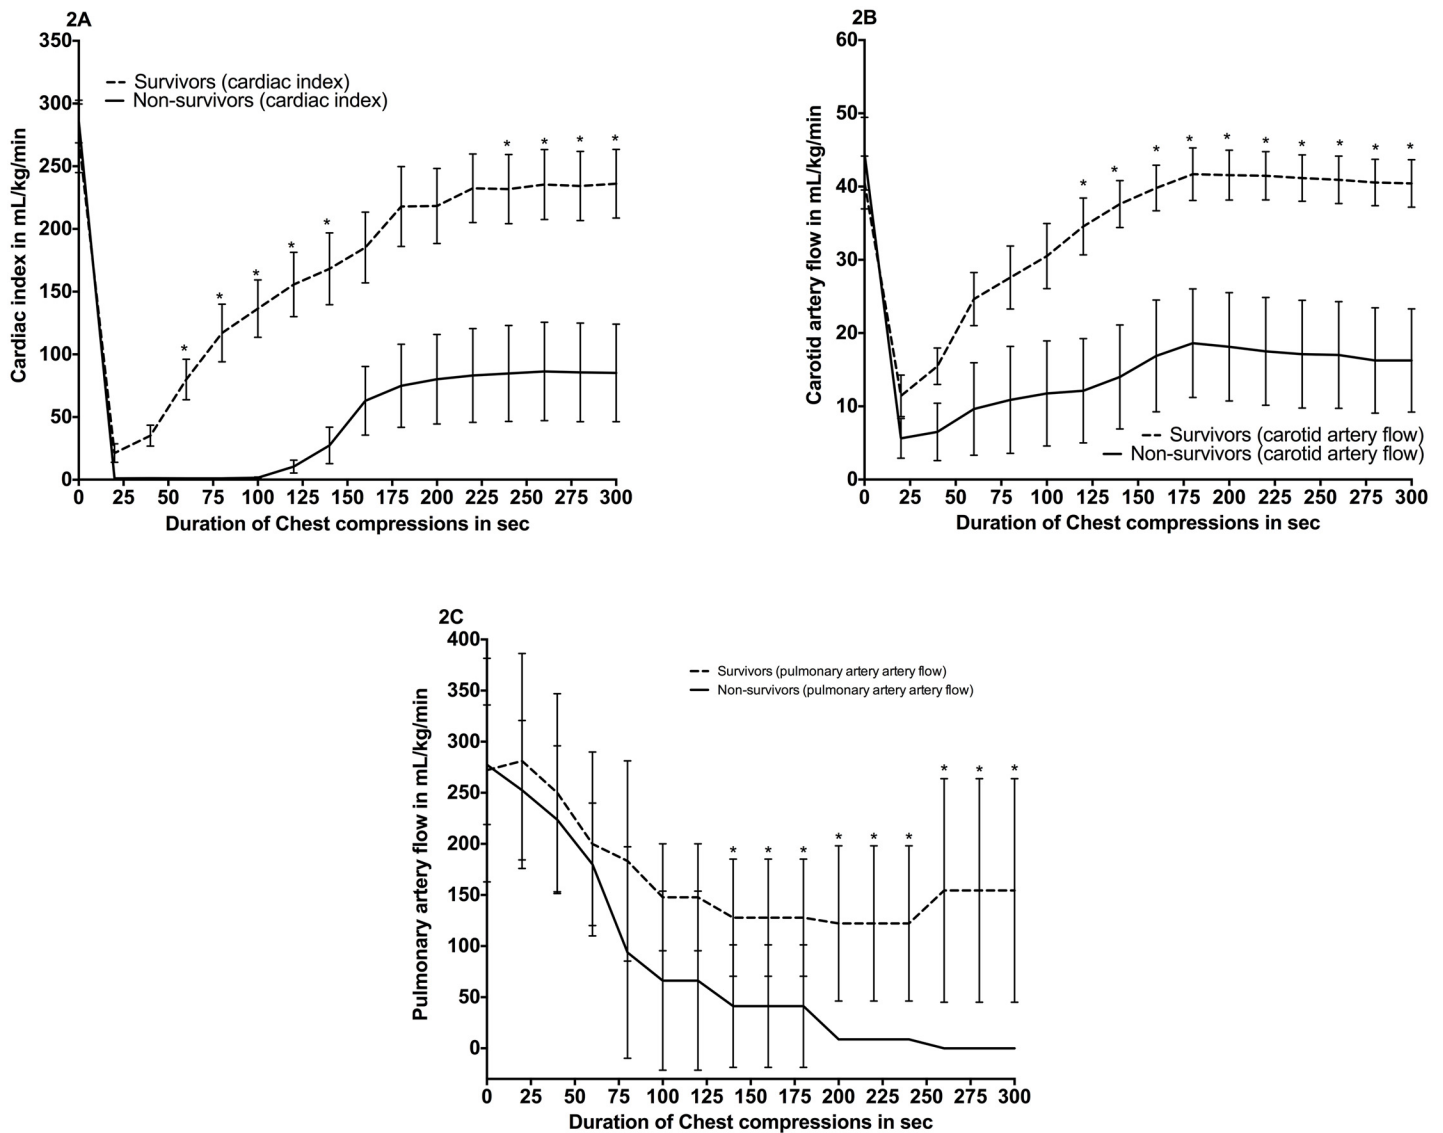 2A
350
300
250
200
150
100
50
0
Cardiac index in mL/kg/min
Survivors (cardiac index)
Non-survivors (cardiac index)
* * * * * * * * *
0 25 50 75 100 125 150 175 200 225 250 275 300
Duration of Chest compressions in sec
2B
60
50
40
30
20
10
0
Carotid artery flow in mL/kg/min
* * * * * * * * * *
Survivors (carotid artery flow)
Non-survivors (carotid artery flow)
0 25 50 75 100 125 150 175 200 225 250 275 300
Duration of Chest compressions in sec
2C
400
350
300
250
200
150
100
50
0
Pulmonary artery flow in mL/kg/min
Survivors (pulmonary artery artery flow)
Non-survivors (pulmonary artery artery flow)
* * * * * * * * *
0 25 50 75 100 125 150 175 200 225 250 275 300
Duration of Chest compressions in sec